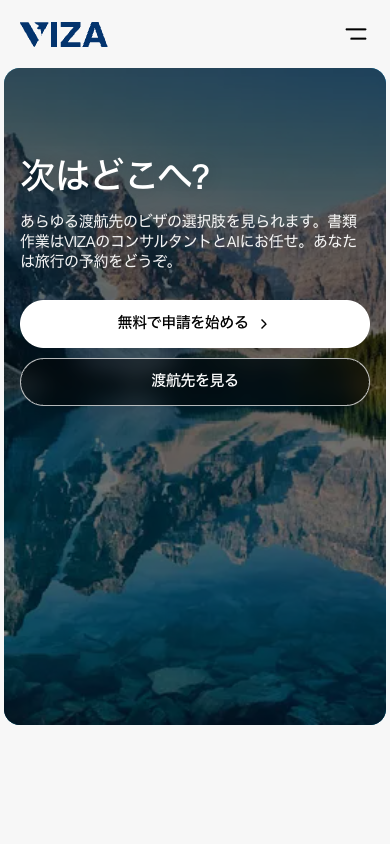 VIZA
次はどこへ?
あらゆる渡航先のビザの選択肢を見られます。書類
作業はVIZAのコンサルタントとAIにお任せ。あなた
は旅行の予約をどうぞ。
無料で申請を始める
渡航先を見る